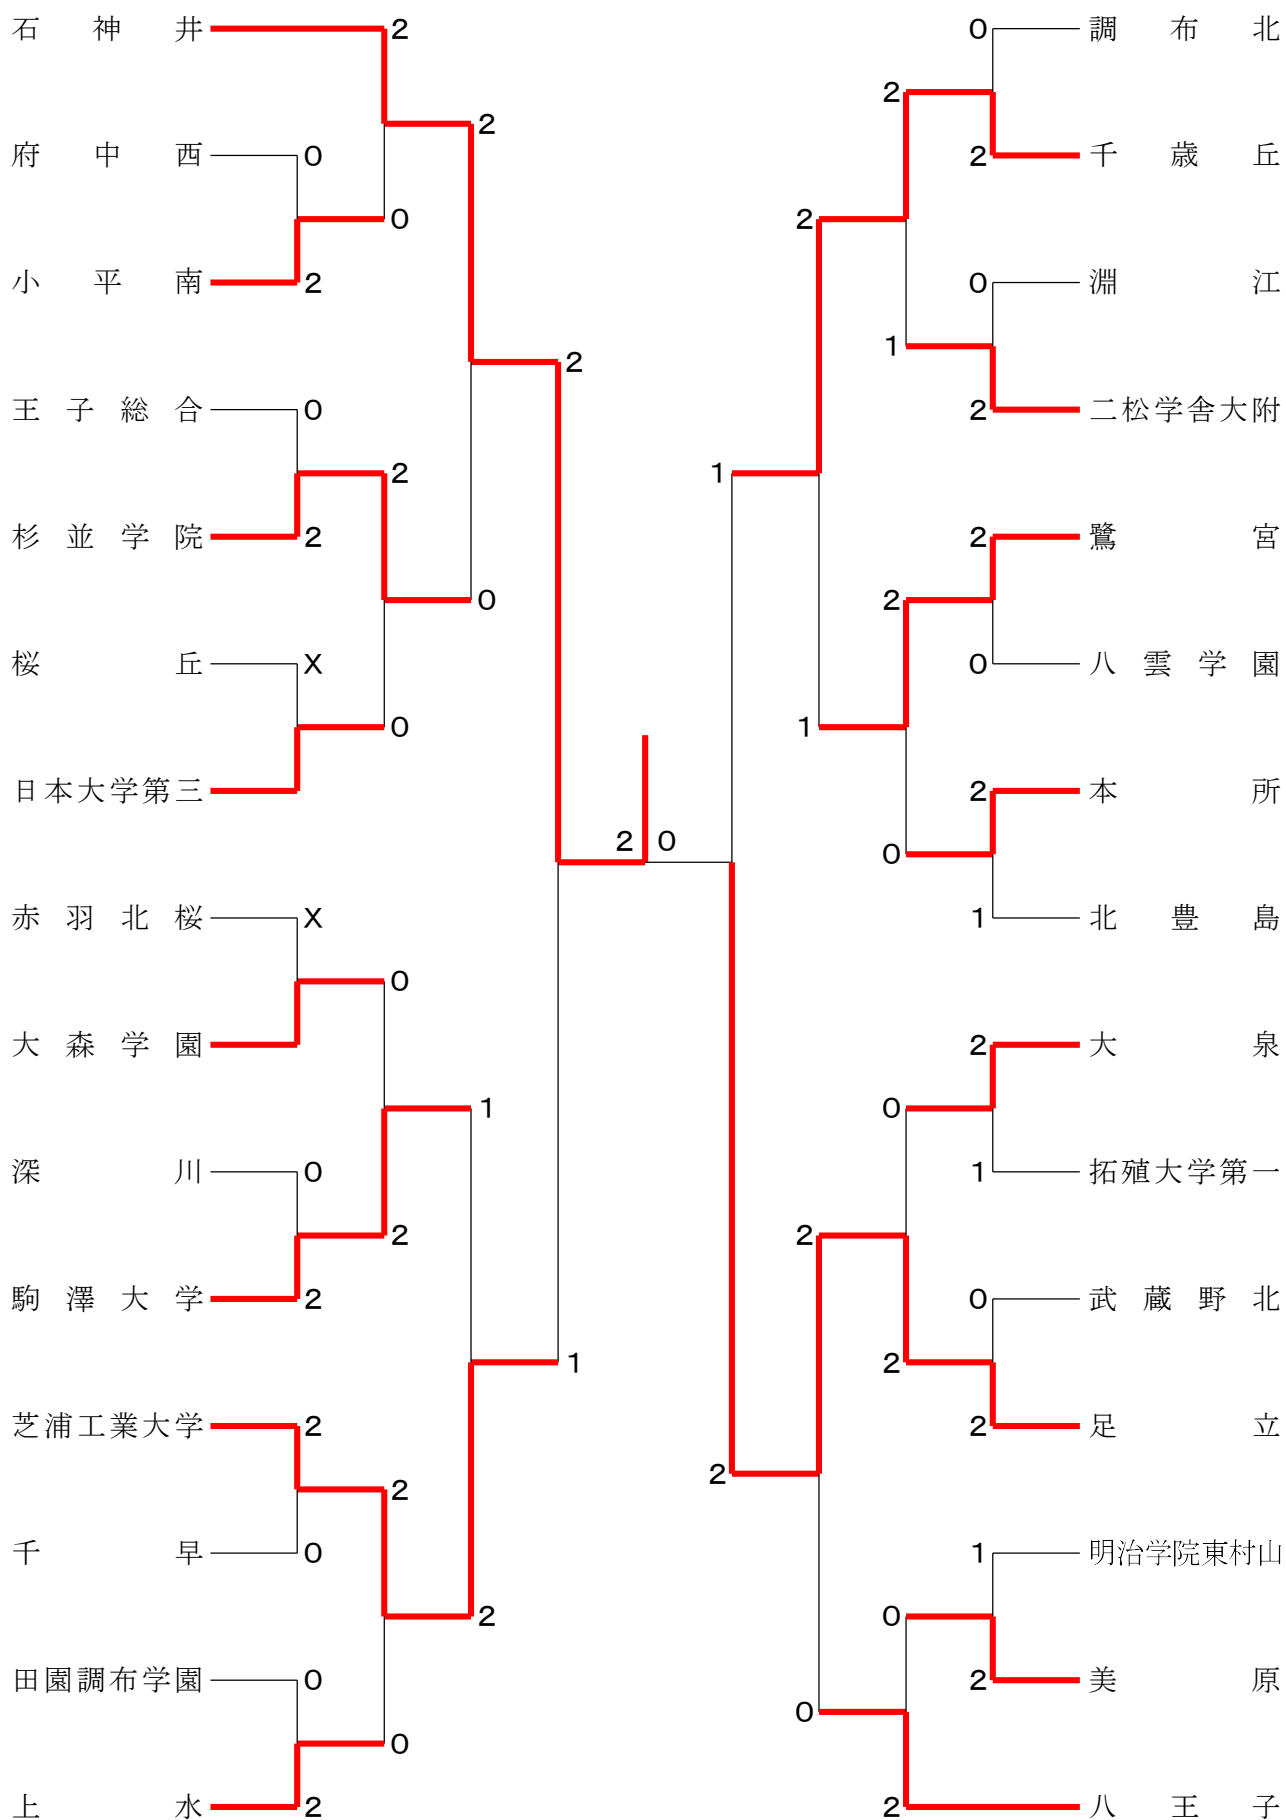 石神井 2
2
府中西 0
0
小平南 2
2
王子総合 0
2
杉並学院 2
0
桜丘 X
0
日本大学第三
2 0
赤羽北桜 X
0
大森学園
1
深川 0
2
駒澤大学 2
1
芝浦工業大学 2
2
千早 0
2
田園調布学園 0
0
上水 2
0 調布北
2
2 千歳丘
2
0 淵江
1
2 二松学舎大附
1
2 鷺宮
2
0 八雲学園
1
2 本所
0
1 北豊島
2 大泉
0
1 拓殖大学第一
2
0 武蔵野北
2
2 足立
2
1 明治学院東村山
0
2 美原
0
2 八王子